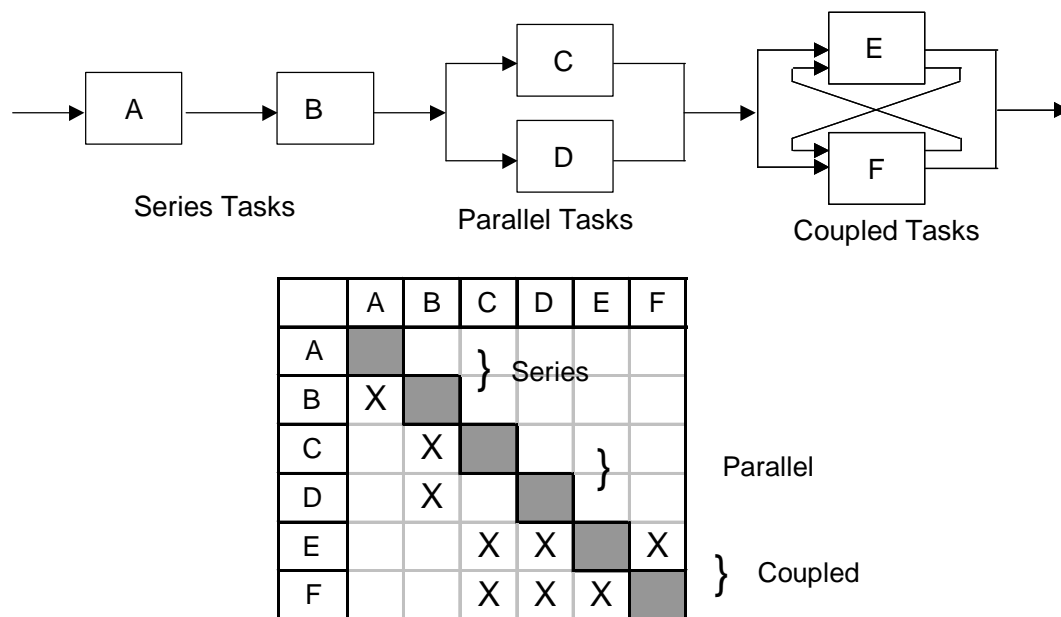 A B C D E F
Series Tasks
Parallel Tasks
Coupled Tasks
A B C D E F
A
} Series
B X
C X
} Parallel
D X
E X X X
} Coupled
F X X X